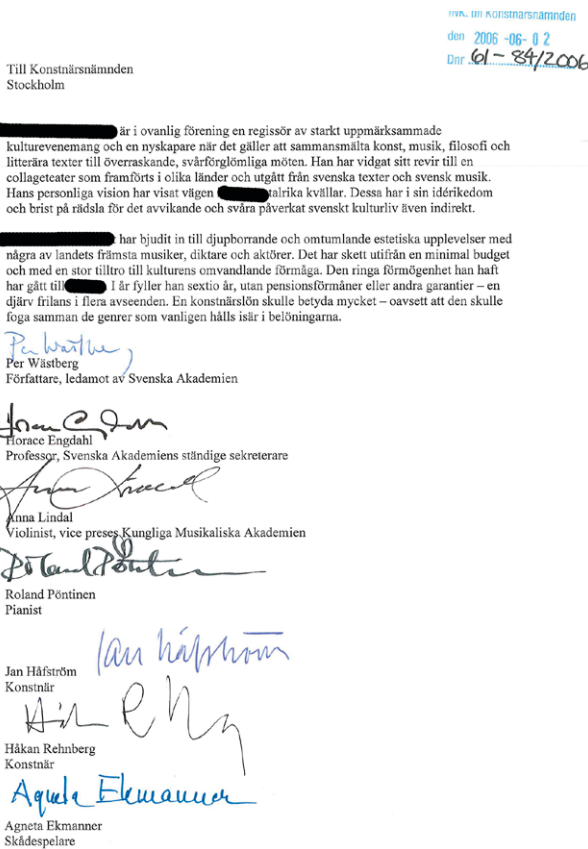 Ink. till Konstnärsnämnden
den 2006 -06- 0 2
Dnr 61 - 84/2006
Till Konstnärsnämnden
Stockholm
är i ovanlig förening en regissör av starkt uppmärksammade
kulturevenemang och en nyskapare när det gäller att sammansmälta konst, musik, filosofi och
litterära texter till överraskande, svårförglömliga möten. Han har vidgat sitt revir till en
collageteater som framförts i olika länder och utgått från svenska texter och svensk musik.
Hans personliga vision har visat vägen talrika kvällar. Dessa har i sin idérikedom
och brist på rädsla för det avvikande och svåra påverkat svenskt kulturliv även indirekt.
har bjudit in till djupborrande och omtumlande estetiska upplevelser med
några av landets främsta musiker, diktare och aktörer. Det har skett utifrån en minimal budget
och med en stor tilltro till kulturens omvandlande förmåga. Den ringa förmögenhet han haft
har gått till I år fyller han sextio år, utan pensionsförmåner eller andra garantier – en
djärv frilans i flera avseenden. En konstnärslön skulle betyda mycket – oavsett att den skulle
foga samman de genrer som vanligen hålls isär i belöningarna.
Per Wästberg
Per Wästberg
Författare, ledamot av Svenska Akademien
Horace Engdahl
Professor, Svenska Akademiens ständige sekreterare
Anna Lindal
Violinist, vice preses Kungliga Musikaliska Akademien
Roland Pöntinen
Roland Pöntinen
Pianist
Jan Håfström
Jan Håfström
Konstnär
Håkan Rehnberg
Konstnär
Agneta Ekmanner
Agneta Ekmanner
Skådespelare